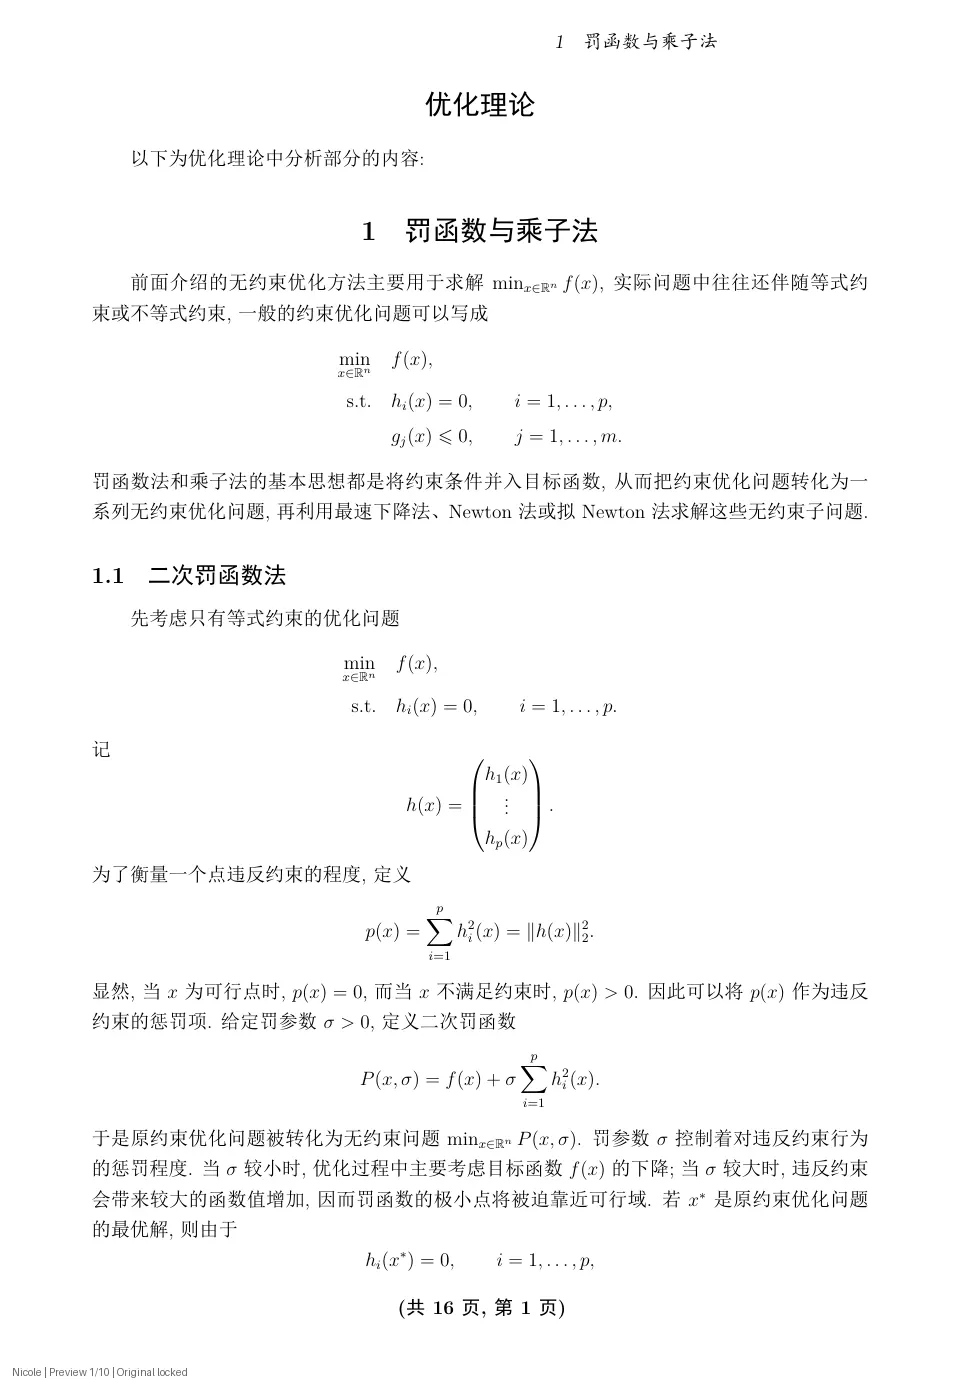 1 罚函数与乘子法
优化理论
以下为优化理论中分析部分的内容:
1 罚函数与乘子法
前面介绍的无约束优化方法主要用于求解 min_{x∈ℝⁿ} f(x), 实际问题中往往还伴随等式约
束或不等式约束, 一般的约束优化问题可以写成
min_{x∈ℝⁿ} f(x),
s.t. h_i(x) = 0, i = 1, . . . , p,
g_j(x) ⩽ 0, j = 1, . . . , m.
罚函数法和乘子法的基本思想都是将约束条件并入目标函数, 从而把约束优化问题转化为一
系列无约束优化问题, 再利用最速下降法、Newton 法或拟 Newton 法求解这些无约束子问题.
1.1 二次罚函数法
先考虑只有等式约束的优化问题
min_{x∈ℝⁿ} f(x),
s.t. h_i(x) = 0, i = 1, . . . , p.
记
h(x) = (h_1(x) ⋮ h_p(x)) .
为了衡量一个点违反约束的程度, 定义
p(x) = ∑_{i=1}^{p} h_i^2(x) = ‖h(x)‖_2^2.
显然, 当 x 为可行点时, p(x) = 0, 而当 x 不满足约束时, p(x) > 0. 因此可以将 p(x) 作为违反
约束的惩罚项. 给定罚参数 σ > 0, 定义二次罚函数
P(x, σ) = f(x) + σ ∑_{i=1}^{p} h_i^2(x).
于是原约束优化问题被转化为无约束问题 min_{x∈ℝⁿ} P(x, σ). 罚参数 σ 控制着对违反约束行为
的惩罚程度. 当 σ 较小时, 优化过程中主要考虑目标函数 f(x) 的下降; 当 σ 较大时, 违反约束
会带来较大的函数值增加, 因而罚函数的极小点将被迫靠近可行域. 若 x* 是原约束优化问题
的最优解, 则由于
h_i(x*) = 0, i = 1, . . . , p,
(共 16 页, 第 1 页)
Nicole | Preview 1/10 | Original locked